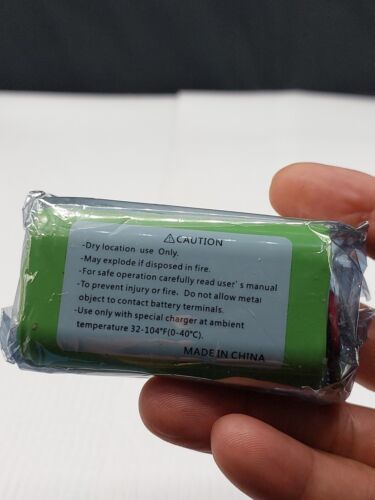 ⚠CAUTION
-Dry location use Only.
-May explode if disposed in fire.
-For safe operation carefully read user's manual
-To prevent injury or fire, Do not allow metal
object to contact battery terminals.
-Use only with special charger at ambient
temperature 32-104°F(0-40℃).
MADE IN CHINA